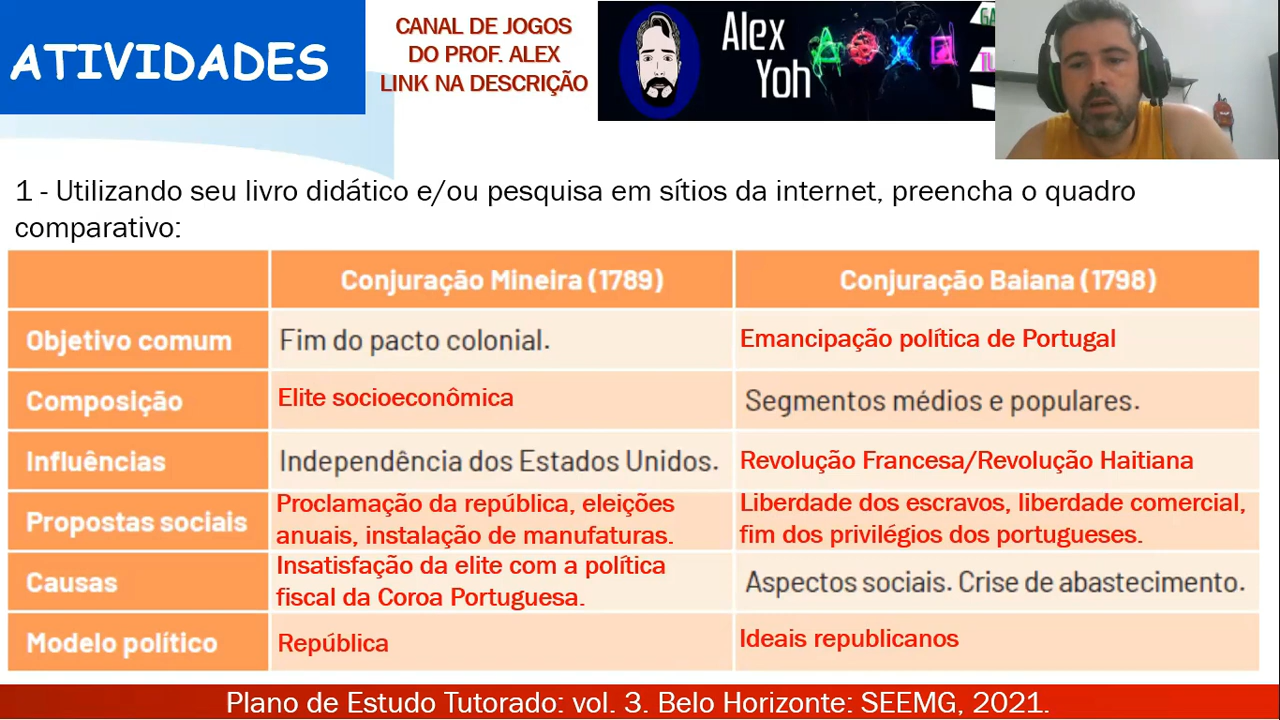 ATIVIDADES
CANAL DE JOGOS
DO PROF. ALEX
LINK NA DESCRIÇÃO
Alex
Yoh
1 - Utilizando seu livro didático e/ou pesquisa em sítios da internet, preencha o quadro
comparativo:
Conjuração Mineira (1789)
Conjuração Baiana (1798)
Objetivo comum
Fim do pacto colonial.
Emancipação política de Portugal
Composição
Elite socioeconômica
Segmentos médios e populares.
Influências
Independência dos Estados Unidos.
Revolução Francesa/Revolução Haitiana
Propostas sociais
Proclamação da república, eleições
anuais, instalação de manufaturas.
Liberdade dos escravos, liberdade comercial,
fim dos privilégios dos portugueses.
Causas
Insatisfação da elite com a política
fiscal da Coroa Portuguesa.
Aspectos sociais. Crise de abastecimento.
Modelo político
República
Ideais republicanos
Plano de Estudo Tutorado: vol. 3. Belo Horizonte: SEEMG, 2021.